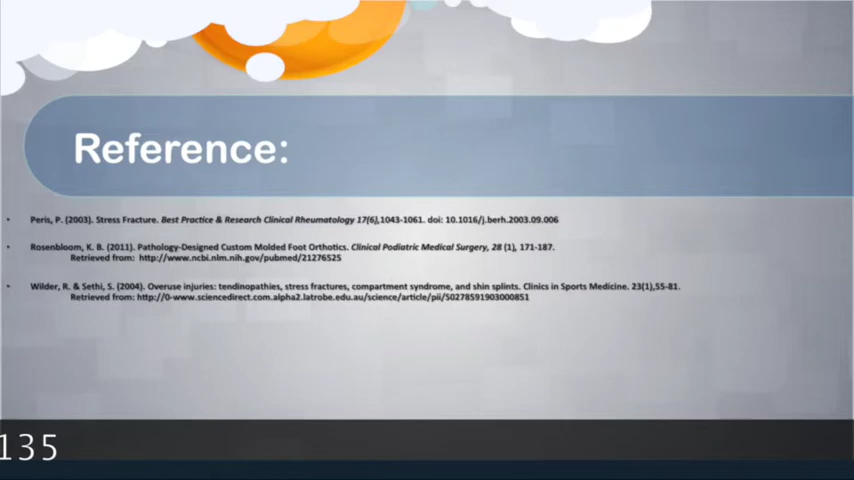 Reference:
• Peris, P. (2003). Stress Fracture. Best Practice & Research Clinical Rheumatology 17(6),1043-1061. doi: 10.1016/j.berh.2003.09.006
• Rosenbloom, K. B. (2011). Pathology-Designed Custom Molded Foot Orthotics. Clinical Podiatric Medical Surgery, 28 (1), 171-187.
Retrieved from: http://www.ncbi.nlm.nih.gov/pubmed/21276525
• Wilder, R. & Sethi, S. (2004). Overuse injuries: tendinopathies, stress fractures, compartment syndrome, and shin splints. Clinics in Sports Medicine. 23(1),55-81.
Retrieved from: http://0-www.sciencedirect.com.alpha2.latrobe.edu.au/science/article/pii/S0278591903000851
135